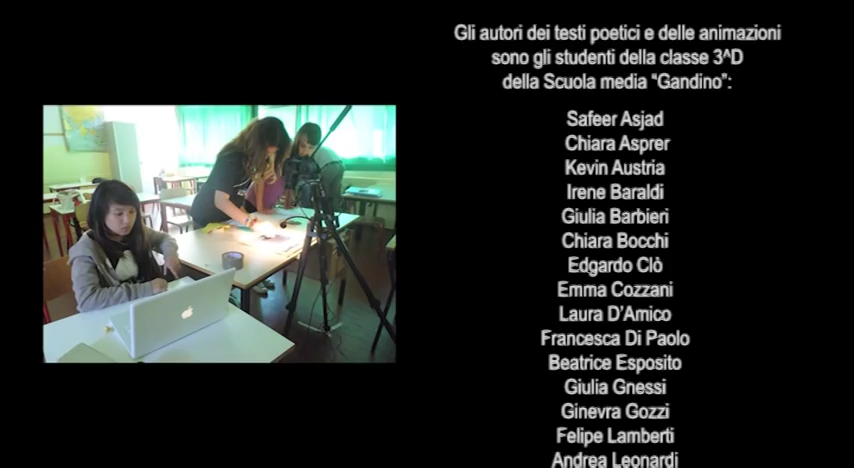 Gli autori dei testi poetici e delle animazioni
sono gli studenti della classe 3^D
della Scuola media “Gandino”:
Safeer Asjad
Chiara Asprer
Kevin Austria
Irene Baraldi
Giulia Barbieri
Chiara Bocchi
Edgardo Clò
Emma Cozzani
Laura D’Amico
Francesca Di Paolo
Beatrice Esposito
Giulia Gnessi
Ginevra Gozzi
Felipe Lamberti
Andrea Leonardi